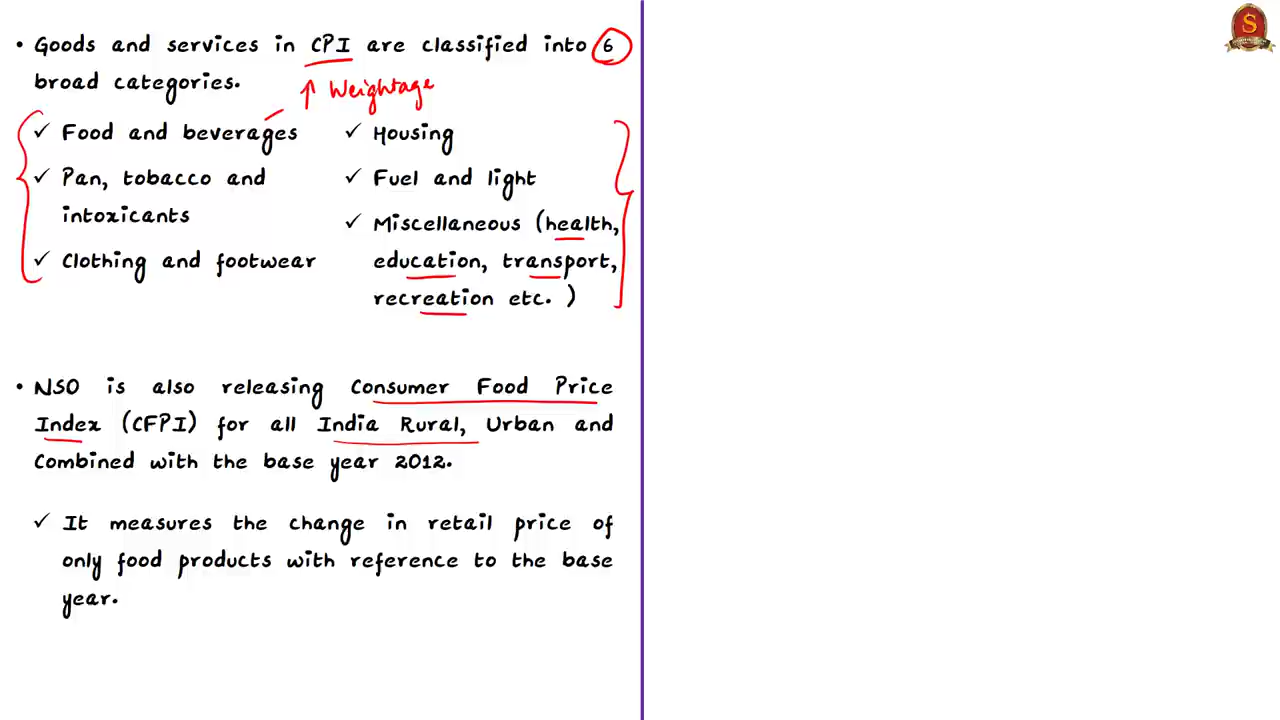 • Goods and services in CPI are classified into 6
broad categories.
↑ Weightage
✓ Food and beverages
✓ Pan, tobacco and
intoxicants
✓ Clothing and footwear
✓ Housing
✓ Fuel and light
✓ Miscellaneous (health,
education, transport,
recreation etc. )
• NSO is also releasing Consumer Food Price
Index (CFPI) for all India Rural, Urban and
Combined with the base year 2012.
✓ It measures the change in retail price of
only food products with reference to the base
year.
S